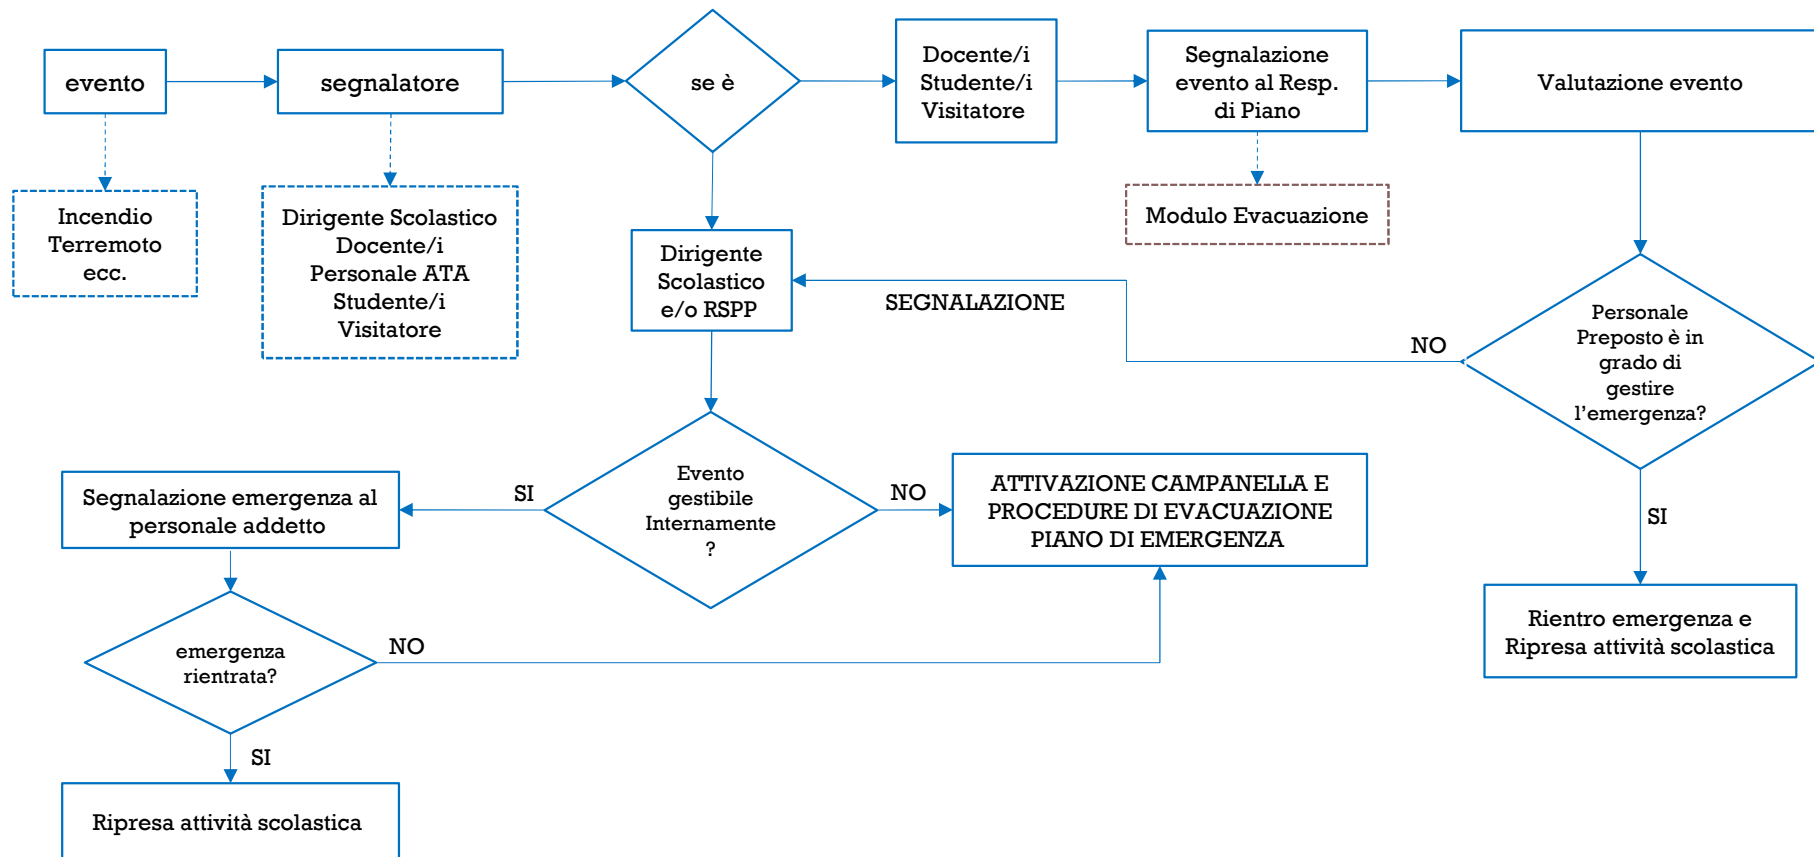 evento
segnalatore
se è
Docente/i
Studente/i
Visitatore
Segnalazione
evento al Resp.
di Piano
Valutazione evento
Incendio
Terremoto
ecc.
Dirigente Scolastico
Docente/i
Personale ATA
Studente/i
Visitatore
Modulo Evacuazione
Dirigente
Scolastico
e/o RSPP
SEGNALAZIONE
NO
Personale
Preposto è in
grado di
gestire
l'emergenza?
Segnalazione emergenza al
personale addetto
SI
Evento
gestibile
Internamente
?
NO
ATTIVAZIONE CAMPANELLA E
PROCEDURE DI EVACUAZIONE
PIANO DI EMERGENZA
SI
Rientro emergenza e
Ripresa attività scolastica
emergenza
rientrata?
NO
SI
Ripresa attività scolastica